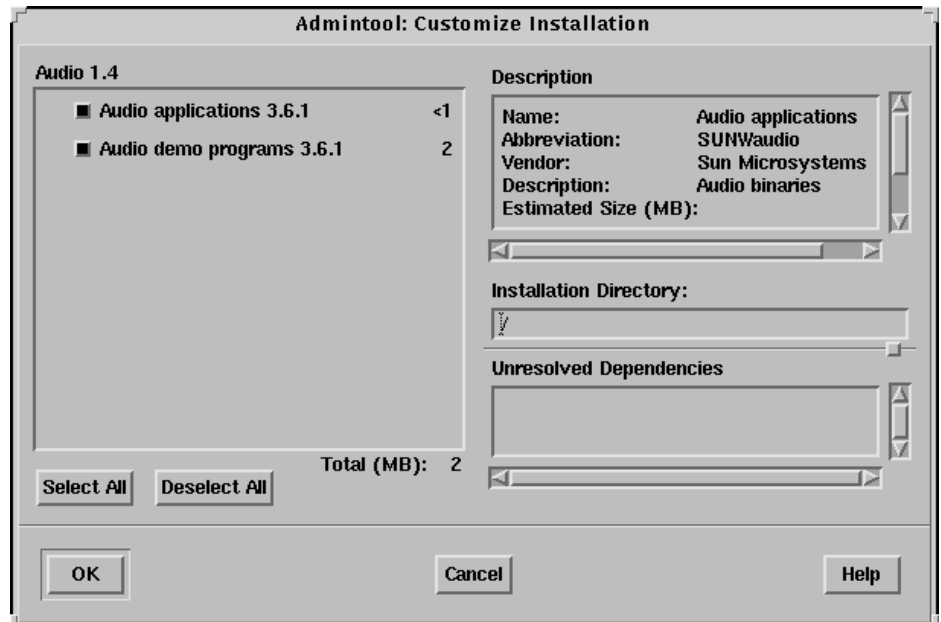 Admintool: Customize Installation
Audio 1.4
Audio applications 3.6.1 <1
Audio demo programs 3.6.1 2
Total (MB): 2
Select All Deselect All
Description
Name: Audio applications
Abbreviation: SUNWaudio
Vendor: Sun Microsystems
Description: Audio binaries
Estimated Size (MB):
Installation Directory:
/
Unresolved Dependencies
OK Cancel Help